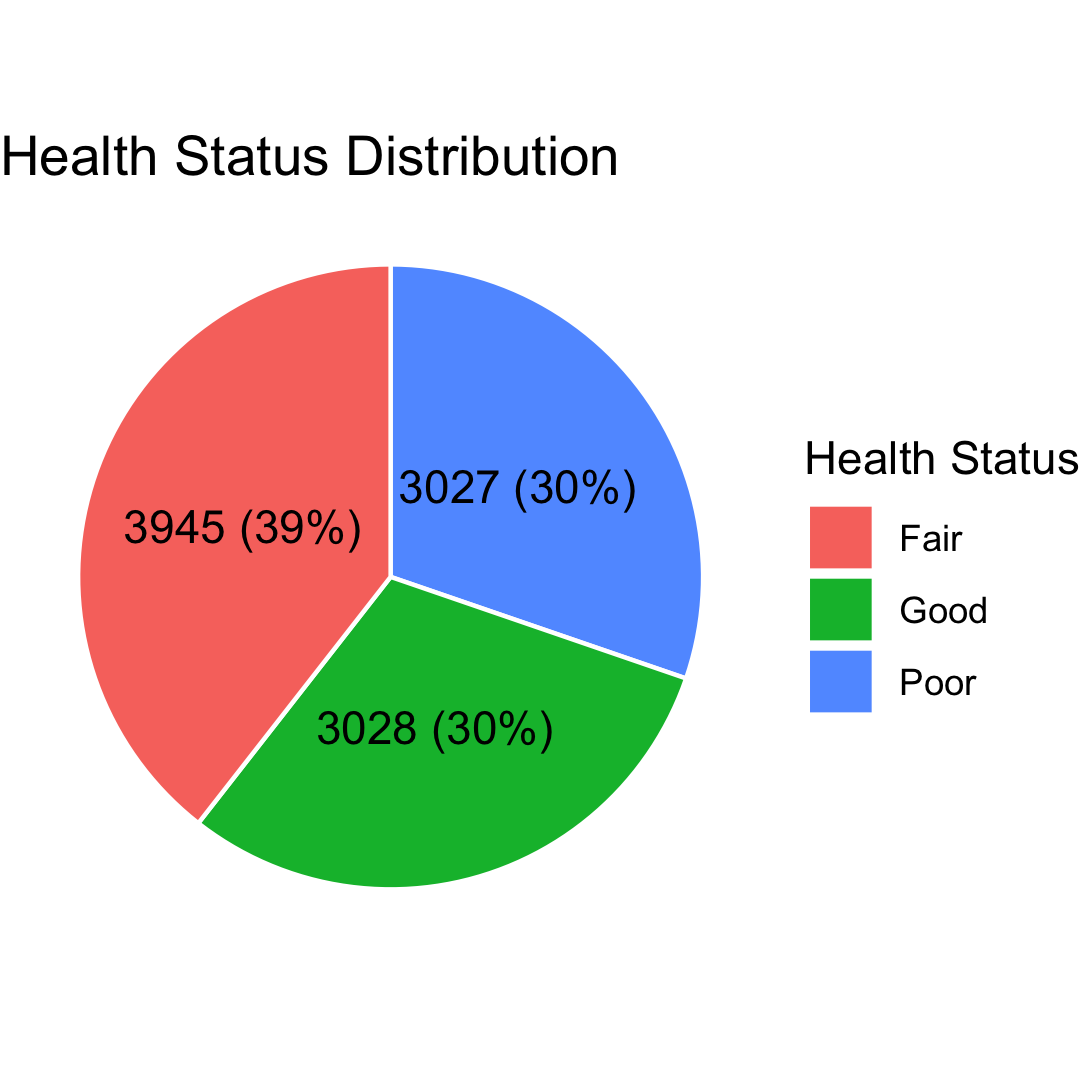 Health Status Distribution
3027 (30%)
3945 (39%)
3028 (30%)
Health Status
Fair
Good
Poor